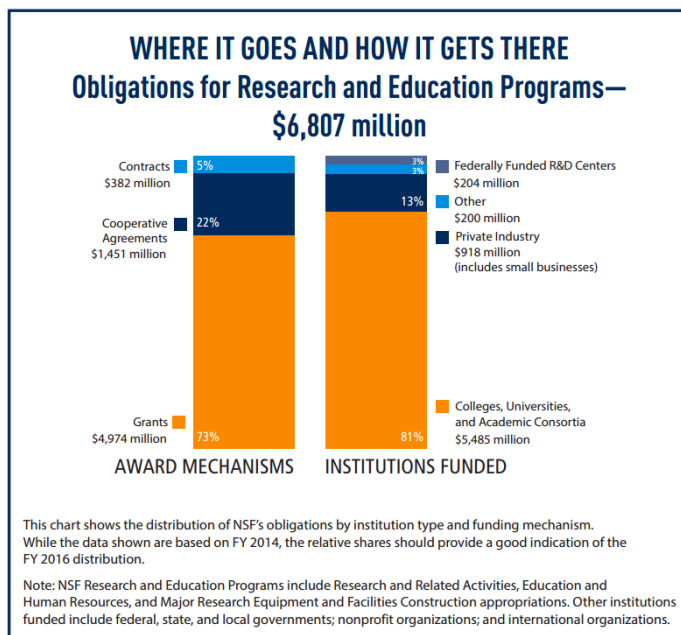 WHERE IT GOES AND HOW IT GETS THERE
Obligations for Research and Education Programs—
$6,807 million
Contracts
$382 million
5%
Cooperative
Agreements
$1,451 million
22%
Grants
$4,974 million
73%
AWARD MECHANISMS
3%
Federally Funded R&D Centers
$204 million
3%
Other
$200 million
13%
Private Industry
$918 million
(includes small businesses)
81%
Colleges, Universities,
and Academic Consortia
$5,485 million
INSTITUTIONS FUNDED
This chart shows the distribution of NSF's obligations by institution type and funding mechanism.
While the data shown are based on FY 2014, the relative shares should provide a good indication of the
FY 2016 distribution.
Note: NSF Research and Education Programs include Research and Related Activities, Education and
Human Resources, and Major Research Equipment and Facilities Construction appropriations. Other institutions
funded include federal, state, and local governments; nonprofit organizations; and international organizations.